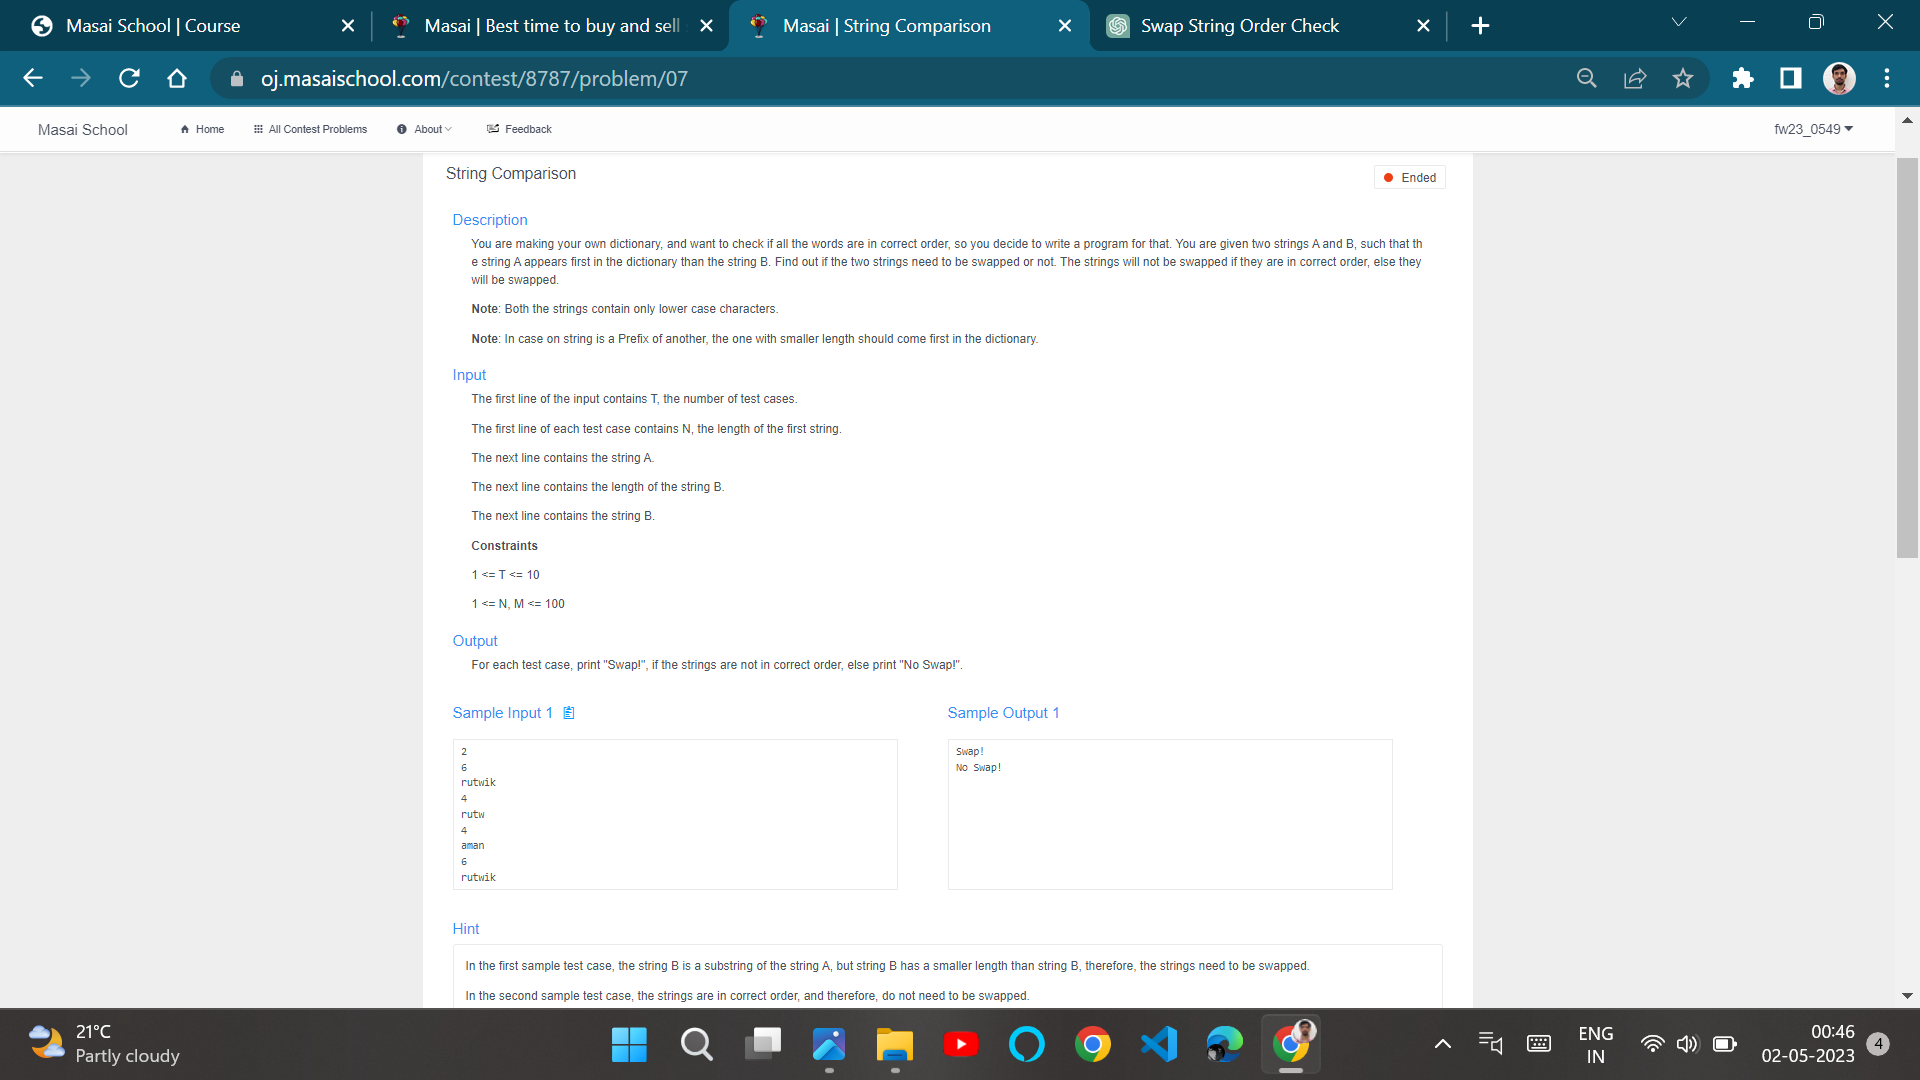 Masai School | Course
Masai | Best time to buy and sell
Masai | String Comparison
Swap String Order Check
oj.masaischool.com/contest/8787/problem/07
Masai School
Home
All Contest Problems
About
Feedback
fw23_0549
String Comparison
Ended
Description
You are making your own dictionary, and want to check if all the words are in correct order, so you decide to write a program for that. You are given two strings A and B, such that th
e string A appears first in the dictionary than the string B. Find out if the two strings need to be swapped or not. The strings will not be swapped if they are in correct order, else they
will be swapped.
Note: Both the strings contain only lower case characters.
Note: In case on string is a Prefix of another, the one with smaller length should come first in the dictionary.
Input
The first line of the input contains T, the number of test cases.
The first line of each test case contains N, the length of the first string.
The next line contains the string A.
The next line contains the length of the string B.
The next line contains the string B.
Constraints
1 <= T <= 10
1 <= N, M <= 100
Output
For each test case, print "Swap!", if the strings are not in correct order, else print "No Swap!".
Sample Input 1
2
6
rutwik
4
rutw
4
aman
6
rutwik
Sample Output 1
Swap!
No Swap!
Hint
In the first sample test case, the string B is a substring of the string A, but string B has a smaller length than string B, therefore, the strings need to be swapped.
In the second sample test case, the strings are in correct order, and therefore, do not need to be swapped.
21°C
Partly cloudy
ENG
IN
00:46
02-05-2023
4